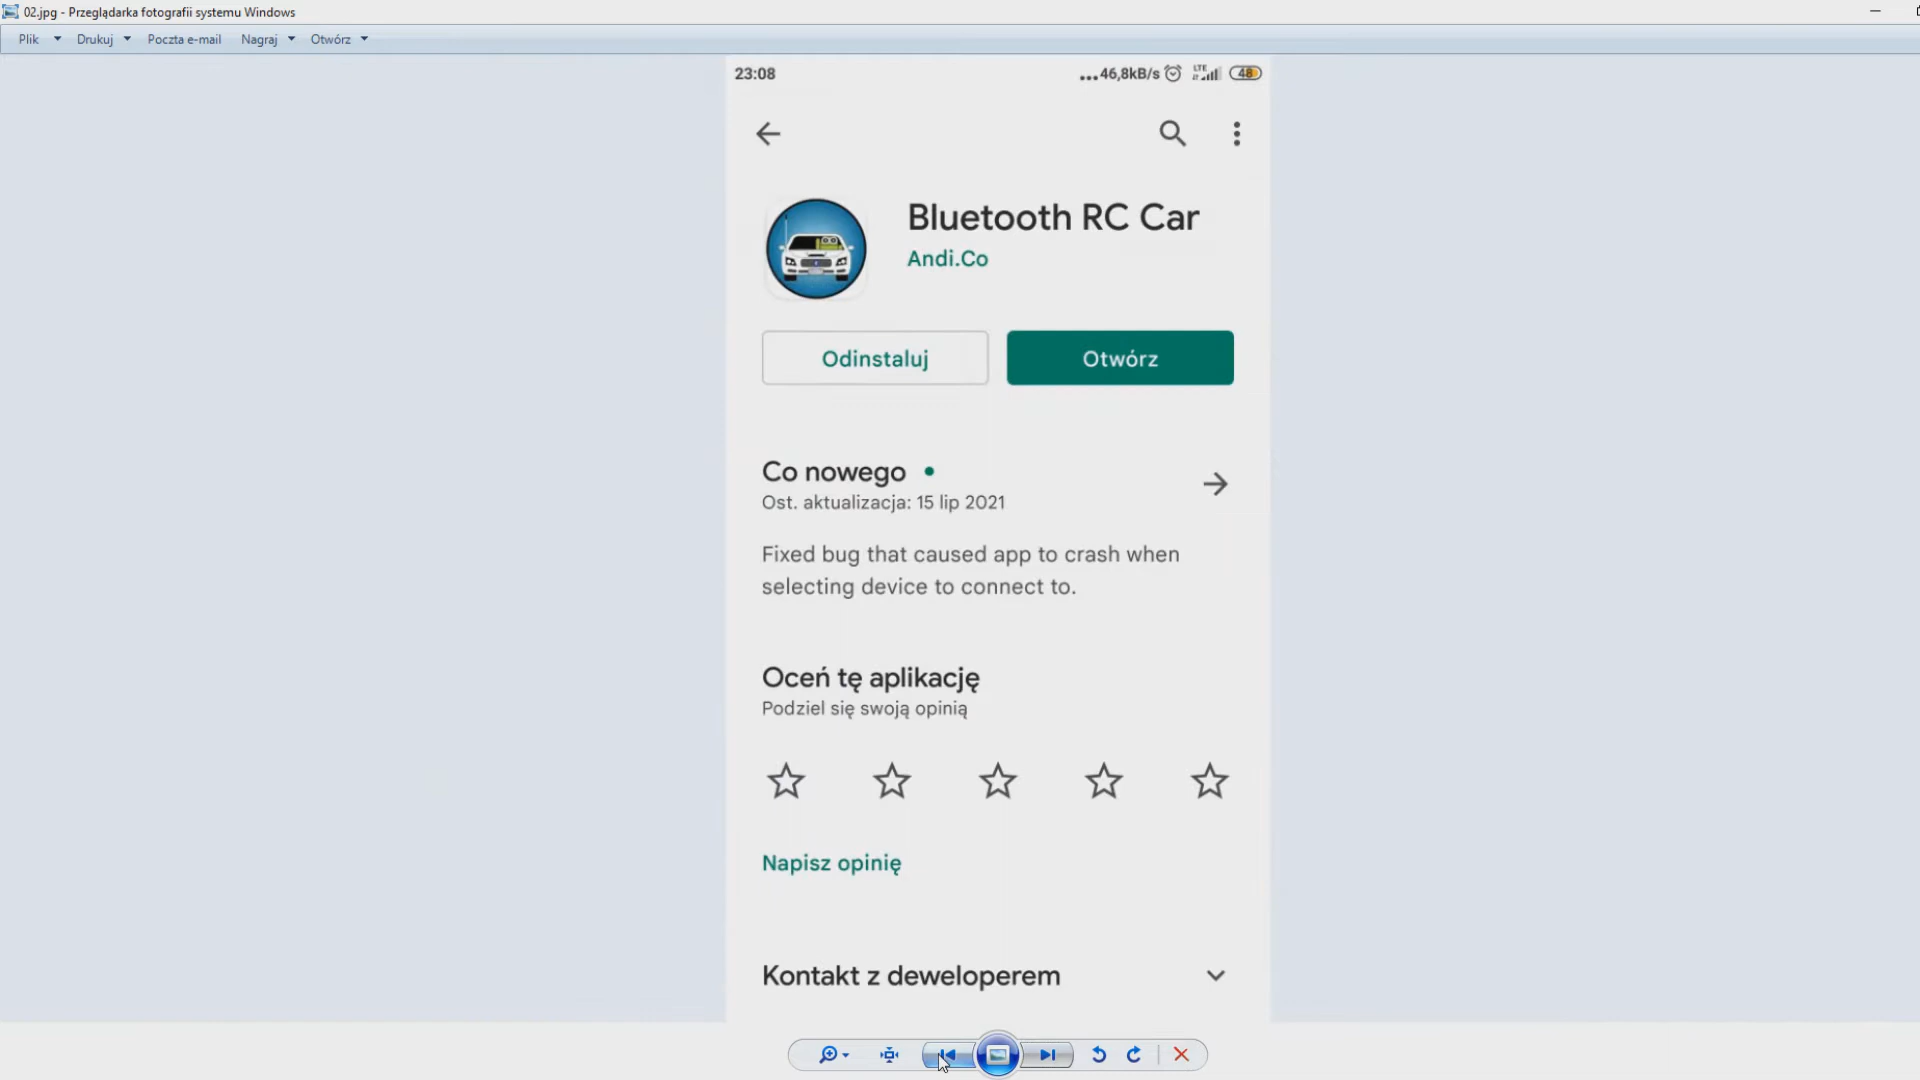 02.jpg - Przeglądarka fotografii systemu Windows
Plik Drukuj Poczta e-mail Nagraj Otwórz
23:08 ...46,8kB/s LTE 48
Bluetooth RC Car
Andi.Co
Odinstaluj Otwórz
Co nowego
Ost. aktualizacja: 15 lip 2021
Fixed bug that caused app to crash when
selecting device to connect to.
Oceń tę aplikację
Podziel się swoją opinią
Napisz opinię
Kontakt z deweloperem